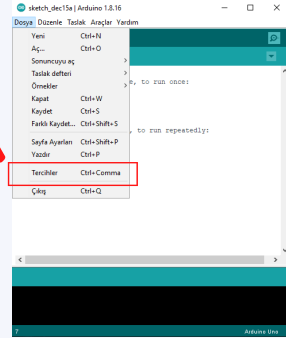 sketch_dec15a | Arduino 1.8.16
Dosya Düzenle Taslak Araçlar Yardım
Yeni Ctrl+N
Aç... Ctrl+O
Sonuncuyu aç
Taslak defteri
Örnekler
e, to run once:
Kapat Ctrl+W
Kaydet Ctrl+S
Farklı Kaydet... Ctrl+Shift+S
, to run repeatedly:
Sayfa Ayarları Ctrl+Shift+P
Yazdır Ctrl+P
Tercihler Ctrl+Comma
Çıkış Ctrl+Q
7 Arduino Uno